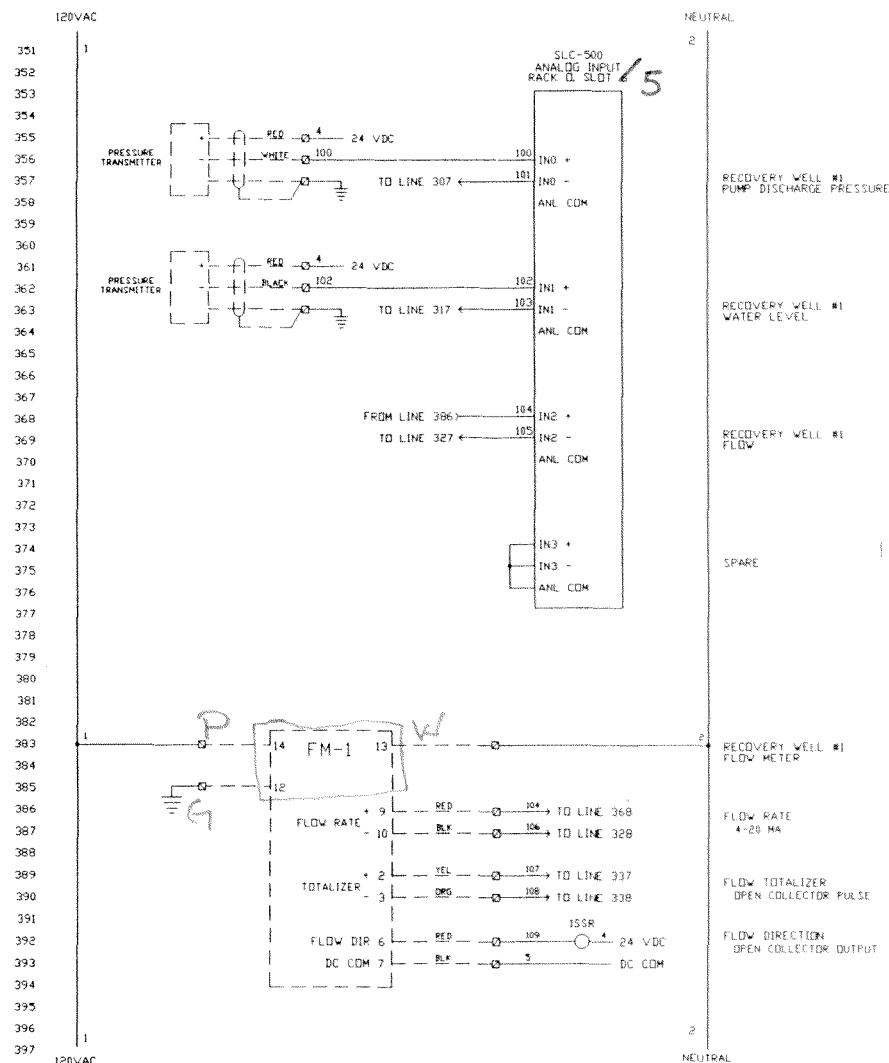 120VAC NEUTRAL
1 2
351
352 SLC-500
ANALOG INPUT
353 RACK 0, SLOT 5
354
355 + RED 4 24 VDC
356 PRESSURE TRANSMITTER - WHITE 100 100 IN0 +
357 TO LINE 307 101 IN0 - RECOVERY WELL #1
358 ANL COM PUMP DISCHARGE PRESSURE
359
360
361 + RED 4 24 VDC
362 PRESSURE TRANSMITTER - BLACK 102 102 IN1 +
363 TO LINE 317 103 IN1 - RECOVERY WELL #1
364 ANL COM WATER LEVEL
365
366
367
368 FROM LINE 386 104 IN2 +
369 TO LINE 327 105 IN2 - RECOVERY WELL #1
370 ANL COM FLOW
371
372
373
374 IN3 +
375 IN3 - SPARE
376 ANL COM
377
378
379
380
381
382 P W
383 1 14 FM-1 13 2 RECOVERY WELL #1
384 FLOW METER
385 G 12
386 FLOW RATE + 9 RED 104 TO LINE 368 FLOW RATE
387 - 10 BLK 106 TO LINE 328 4-20 MA
388
389 TOTALIZER + 2 YEL 107 TO LINE 337 FLOW TOTALIZER
390 - 3 ORG 108 TO LINE 338 OPEN COLLECTOR PULSE
391 ISSR
392 FLOW DIR 6 RED 109 4 24 VDC FLOW DIRECTION
393 DC COM 7 BLK 5 DC COM OPEN COLLECTOR OUTPUT
394
395
396
397 1 2
120VAC NEUTRAL